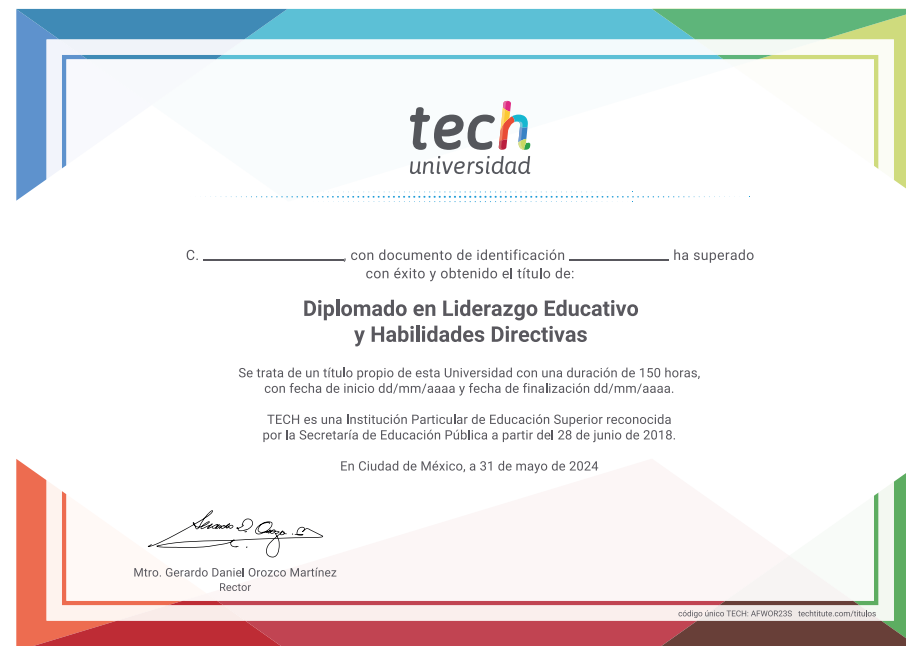 tech
universidad
C. ____________, con documento de identificación ____________ ha superado
con éxito y obtenido el título de:
Diplomado en Liderazgo Educativo
y Habilidades Directivas
Se trata de un título propio de esta Universidad con una duración de 150 horas,
con fecha de inicio dd/mm/aaaa y fecha de finalización dd/mm/aaaa.
TECH es una Institución Particular de Educación Superior reconocida
por la Secretaría de Educación Pública a partir del 28 de junio de 2018.
En Ciudad de México, a 31 de mayo de 2024
Mtro. Gerardo Daniel Orozco Martínez
Rector
código único TECH: AFWOR23S techtitute.com/titulos